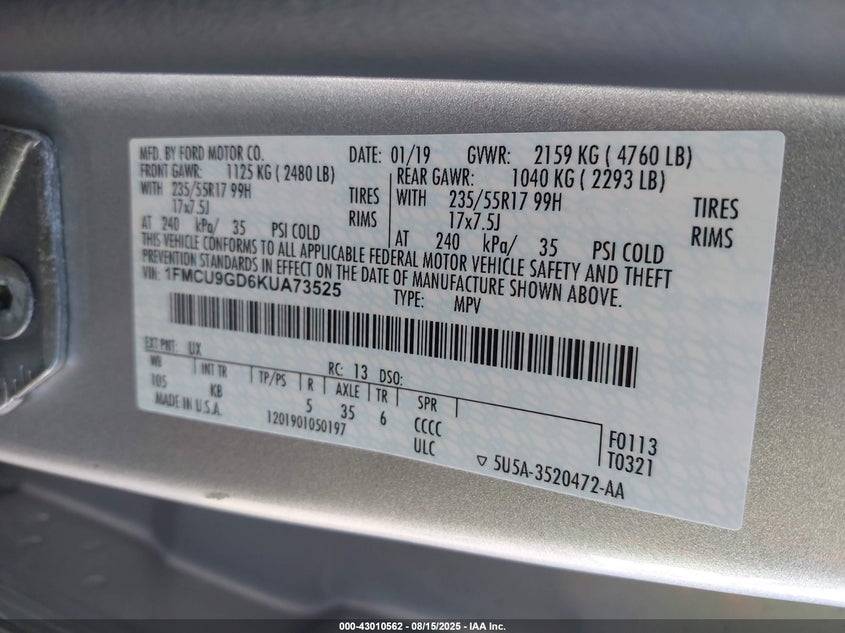 MFD. BY FORD MOTOR CO. DATE: 01/19 GVWR: 2159 KG ( 4760 LB)
FRONT GAWR: 1125 KG ( 2480 LB) REAR GAWR: 1040 KG ( 2293 LB)
WITH 235/55R17 99H TIRES WITH 235/55R17 99H TIRES
17x7.5J RIMS 17x7.5J RIMS
AT 240 kPa/ 35 PSI COLD AT 240 kPa/ 35 PSI COLD
THIS VEHICLE CONFORMS TO ALL APPLICABLE FEDERAL MOTOR VEHICLE SAFETY AND THEFT
PREVENTION STANDARDS IN EFFECT ON THE DATE OF MANUFACTURE SHOWN ABOVE.
VIN: 1FMCU9GD6KUA73525
TYPE: MPV
EXT PNT: UX RC: 13 DSO:
WB INT TR TP/PS R AXLE TR SPR
105 KB 5 35 6 CCCC
MADE IN U.S.A. 1201901050197 ULC
F0113
T0321
▽ 5U5A-3520472-AA
000-43010562 - 08/15/2025 - IAA Inc.